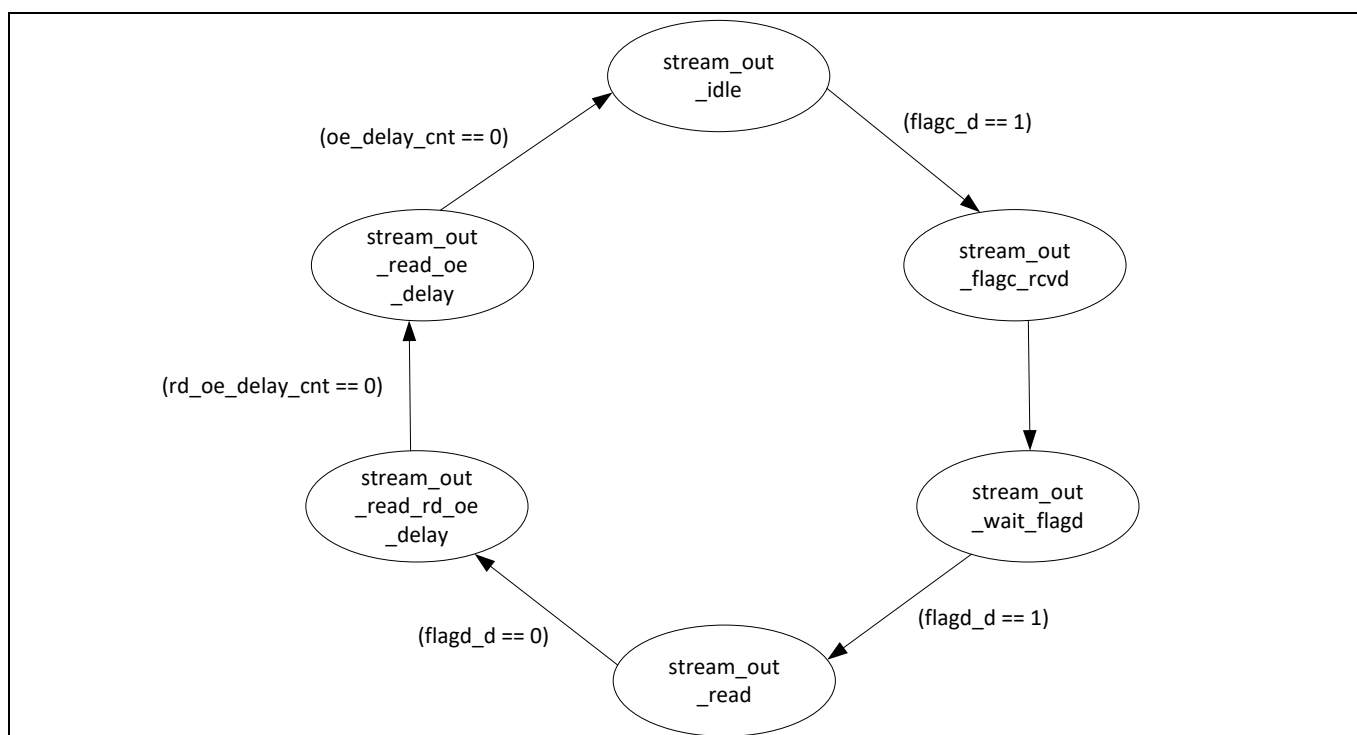 stream_out
_idle
(oe_delay_cnt == 0)
(flagc_d == 1)
stream_out
_read_oe
_delay
stream_out
_flagc_rcvd
(rd_oe_delay_cnt == 0)
stream_out
_read_rd_oe
_delay
stream_out
_wait_flagd
(flagd_d == 0)
(flagd_d == 1)
stream_out
_read